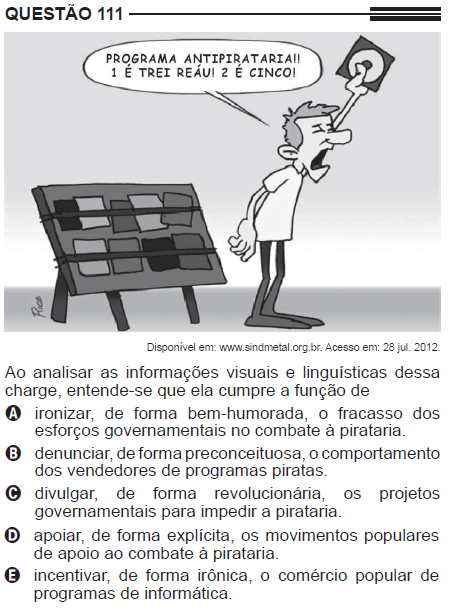 QUESTÃO 111
PROGRAMA ANTIPIRATARIA!!
1 É TREI REÁU! 2 É CINCO!
Pice
Disponível em: www.sindmetal.org.br. Acesso em: 28 jul. 2012.
Ao analisar as informações visuais e linguísticas dessa
charge, entende-se que ela cumpre a função de
A ironizar, de forma bem-humorada, o fracasso dos
esforços governamentais no combate à pirataria.
B denunciar, de forma preconceituosa, o comportamento
dos vendedores de programas piratas.
C divulgar, de forma revolucionária, os projetos
governamentais para impedir a pirataria.
D apoiar, de forma explícita, os movimentos populares
de apoio ao combate à pirataria.
E incentivar, de forma irônica, o comércio popular de
programas de informática.